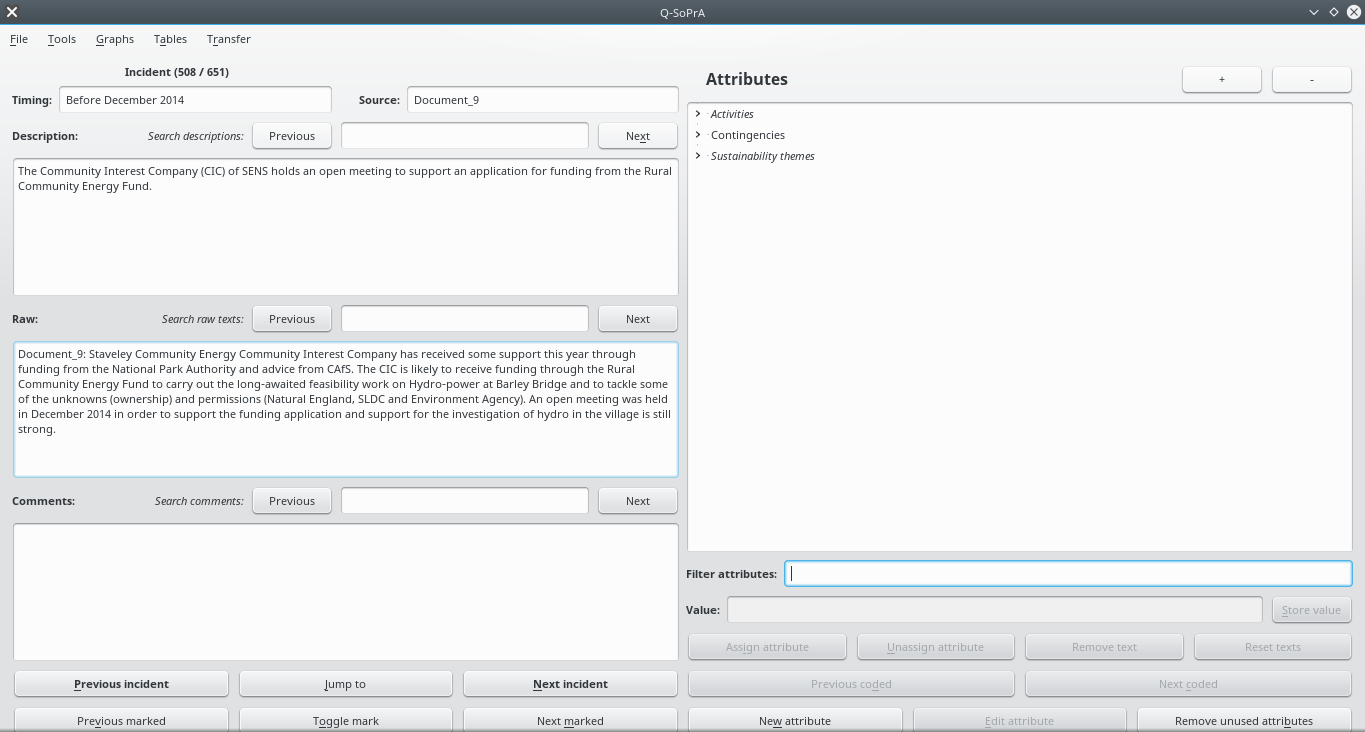 Q-SoPrA
File Tools Graphs Tables Transfer
Incident (508 / 651)
Timing: Before December 2014 Source: Document_9
Description: Search descriptions: Previous Next
The Community Interest Company (CIC) of SENS holds an open meeting to support an application for funding from the Rural
Community Energy Fund.
Raw: Search raw texts: Previous Next
Document_9: Staveley Community Energy Community Interest Company has received some support this year through
funding from the National Park Authority and advice from CAfS. The CIC is likely to receive funding through the Rural
Community Energy Fund to carry out the long-awaited feasibility work on Hydro-power at Barley Bridge and to tackle some
of the unknowns (ownership) and permissions (Natural England, SLDC and Environment Agency). An open meeting was held
in December 2014 in order to support the funding application and support for the investigation of hydro in the village is still
strong.
Comments: Search comments: Previous Next
Previous incident Jump to Next incident
Previous marked Toggle mark Next marked
Attributes + -
Activities
Contingencies
Sustainability themes
Filter attributes:
Value: Store value
Assign attribute Unassign attribute Remove text Reset texts
Previous coded Next coded
New attribute Edit attribute Remove unused attributes